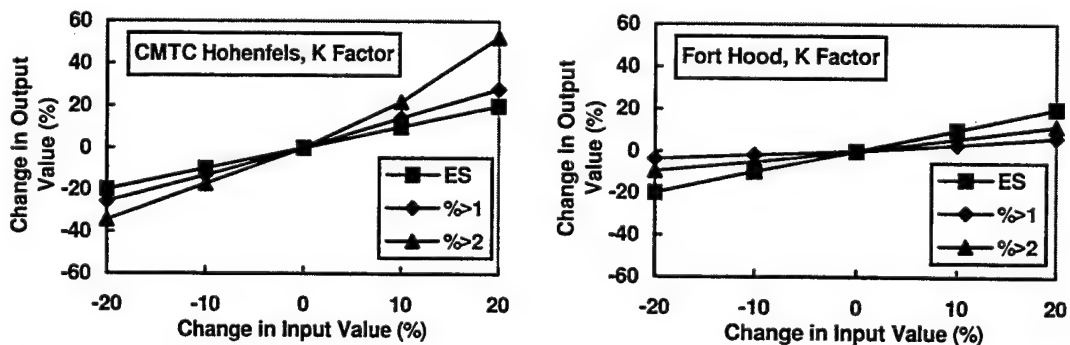 CMTC Hohenfels, K Factor
Change in Output
Value (%)
60
40
20
0
-20
-40
-60
ES
%>1
%>2
-20
-10
0
10
20
Change in Input Value (%)
Fort Hood, K Factor
Change in Output
Value (%)
60
40
20
0
-20
-40
-60
ES
%>1
%>2
-20
-10
0
10
20
Change in Input Value (%)